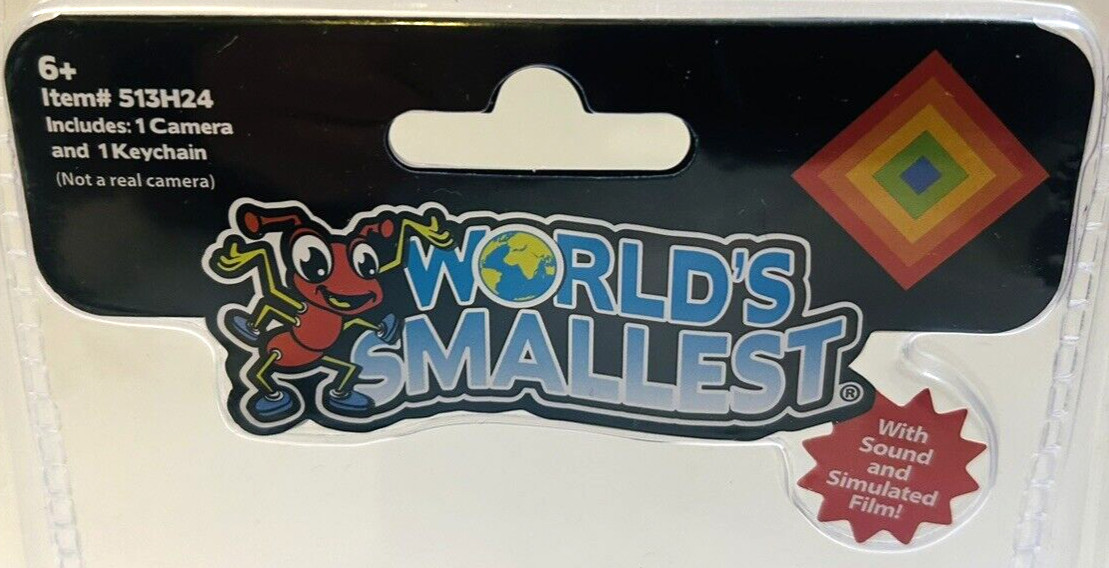 6+
Item# 513H24
Includes: 1 Camera
and 1 Keychain
(Not a real camera)
WORLD'S
SMALLEST®
With
Sound
and
Simulated
Film!